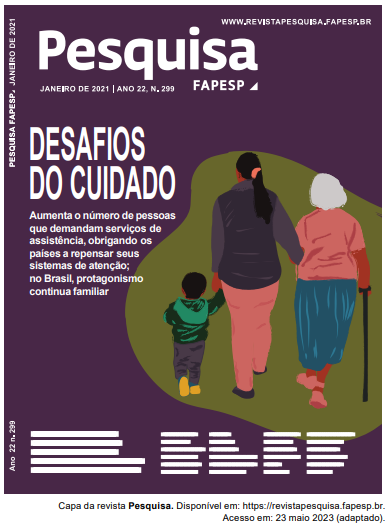 WWW.REVISTAPESQUISA.FAPESP.BR
Pesquisa
FAPESP
JANEIRO DE 2021 | ANO 22, N. 299
PESQUISA FAPESP. JANEIRO DE 2021
DESAFIOS
DO CUIDADO
Aumenta o número de pessoas
que demandam serviços de
assistência, obrigando os
países a repensar seus
sistemas de atenção;
no Brasil, protagonismo
continua familiar
Ano 22 n. 299
Capa da revista Pesquisa. Disponível em: https://revistapesquisa.fapesp.br.
Acesso em: 23 maio 2023 (adaptado).